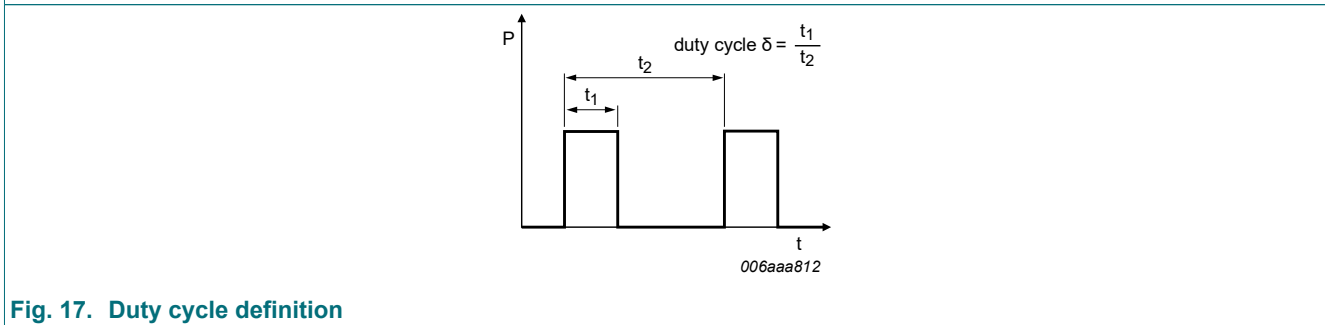 P
duty cycle δ = t1
t2
t2
t1
t
006aaa812
Fig. 17. Duty cycle definition